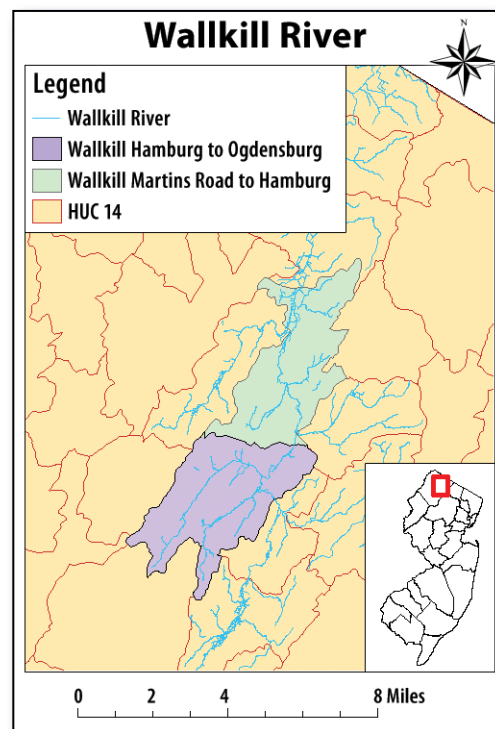 Wallkill River
N
Legend
Wallkill River
Wallkill Hamburg to Ogdensburg
Wallkill Martins Road to Hamburg
HUC 14
0 2 4 8 Miles